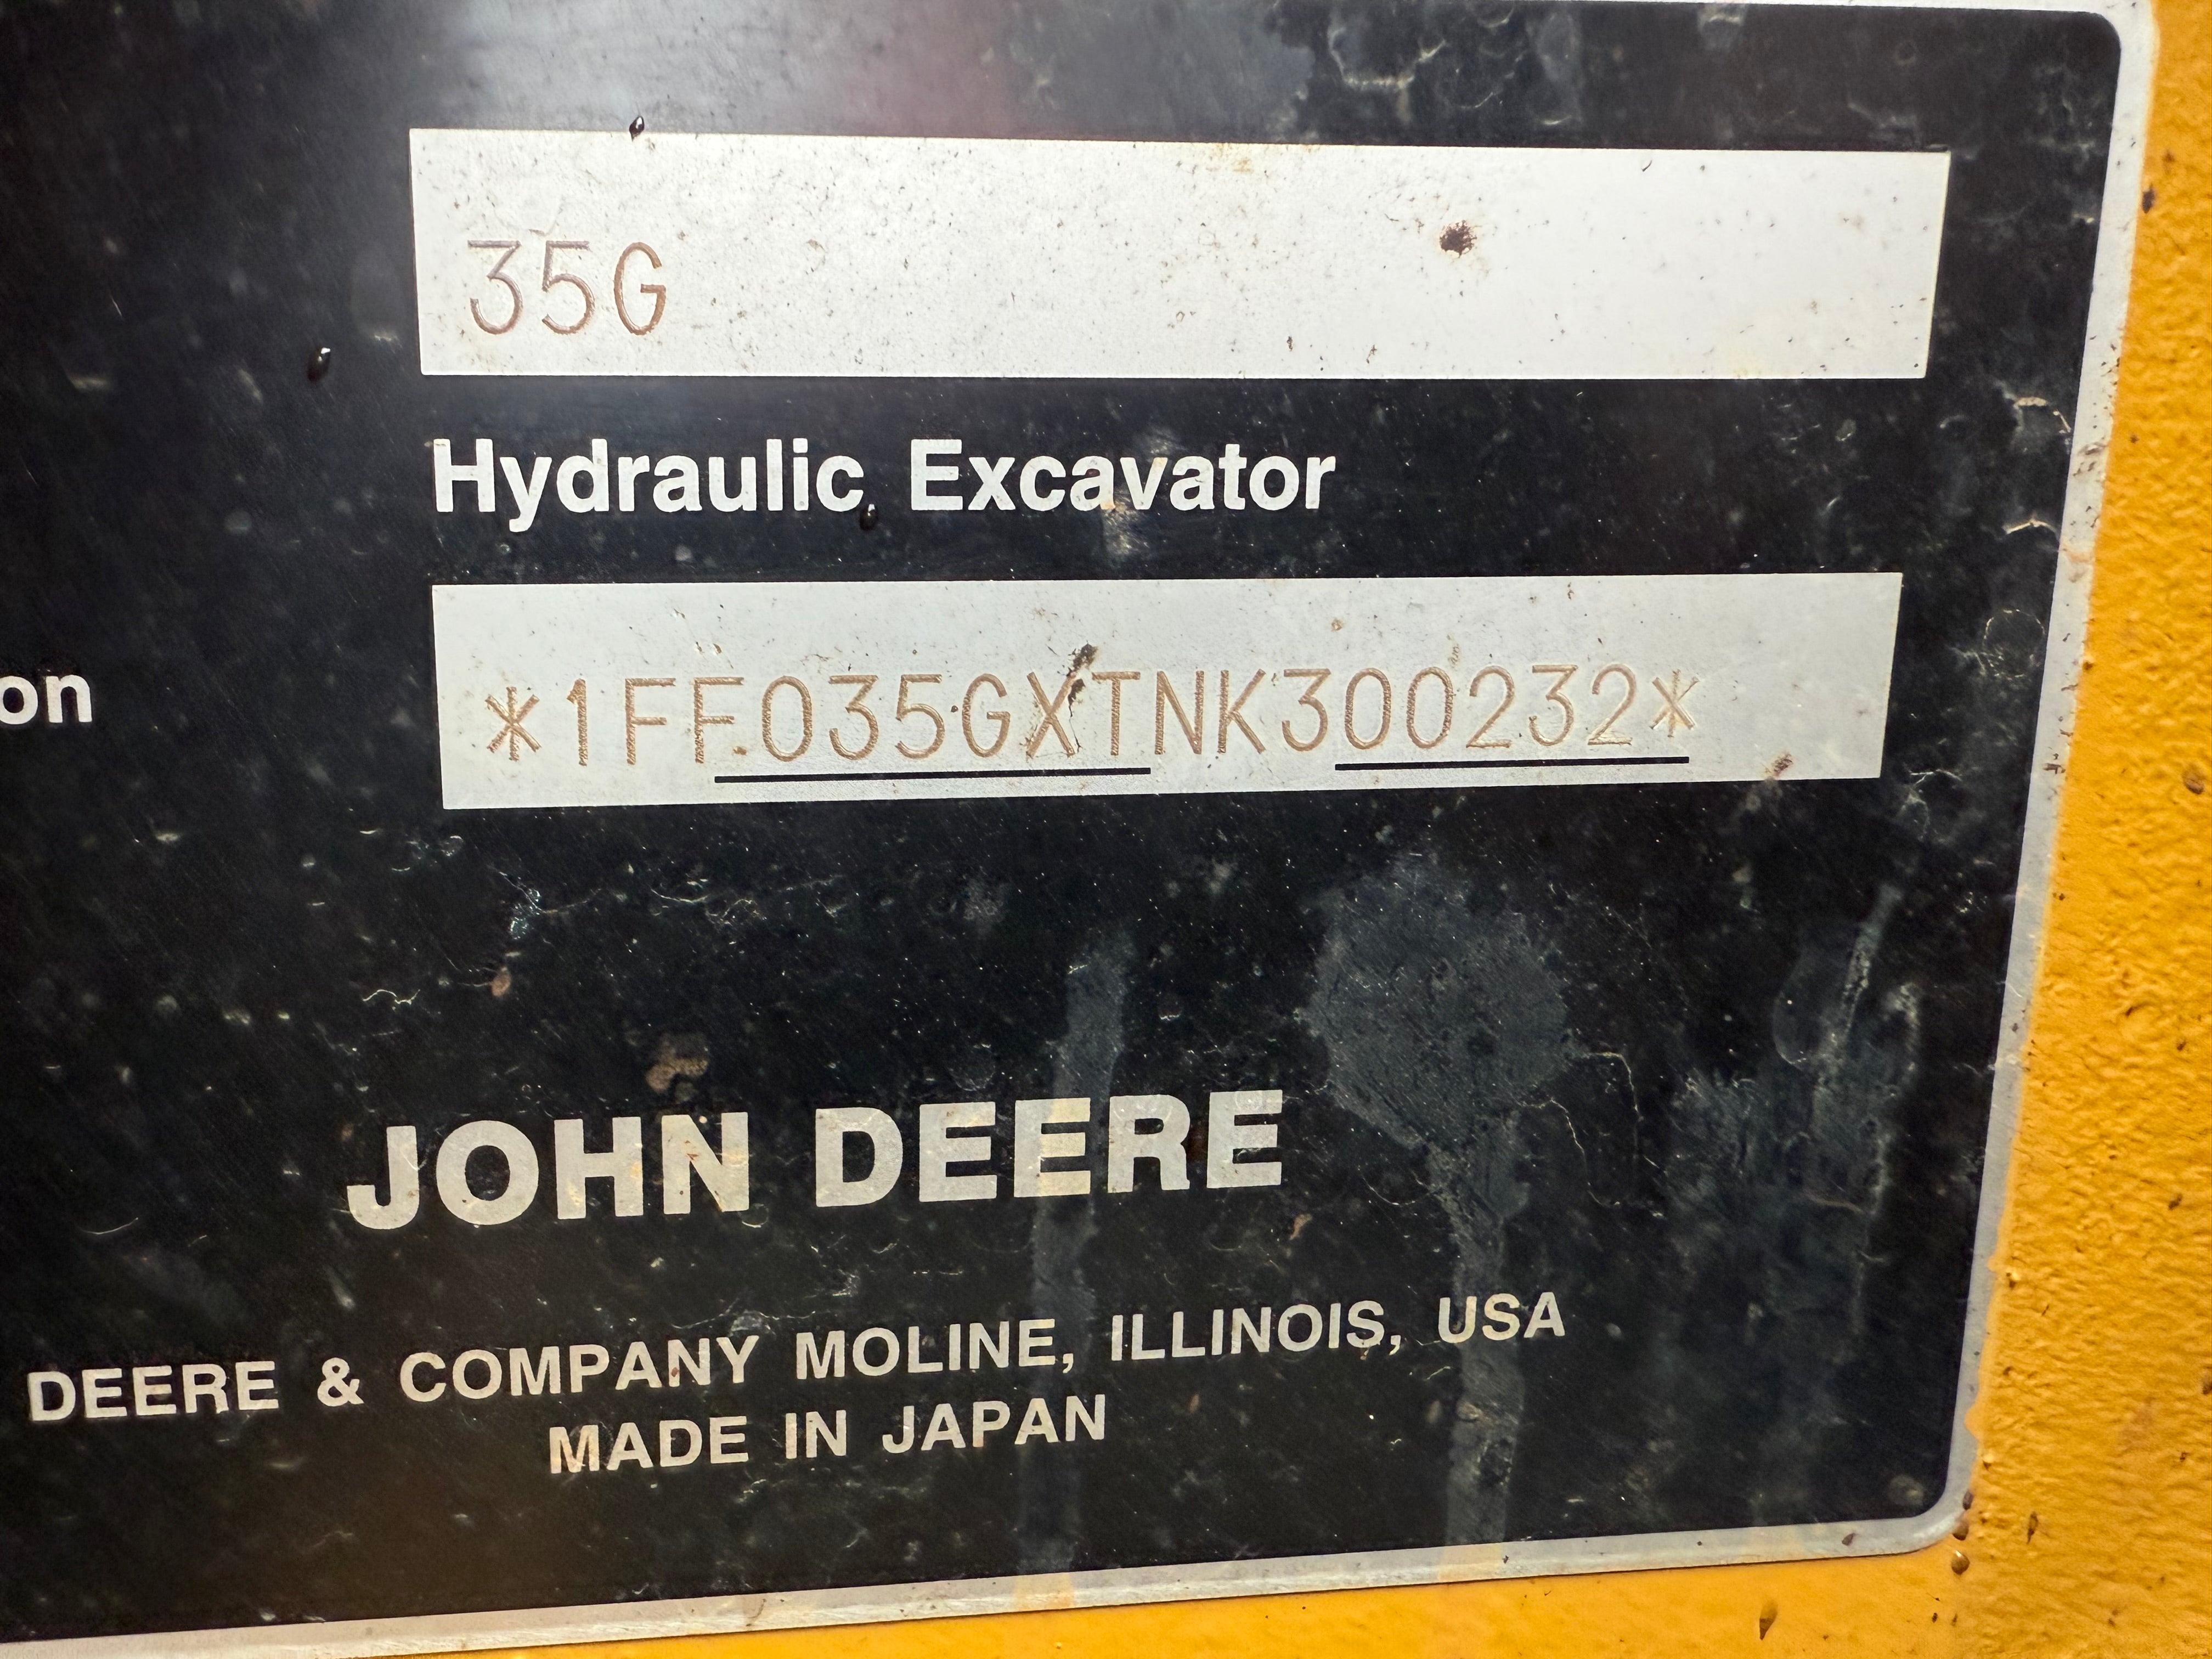 35G
Hydraulic Excavator
on
*1FF035GXTNK300232*
JOHN DEERE
DEERE & COMPANY MOLINE, ILLINOIS, USA
MADE IN JAPAN